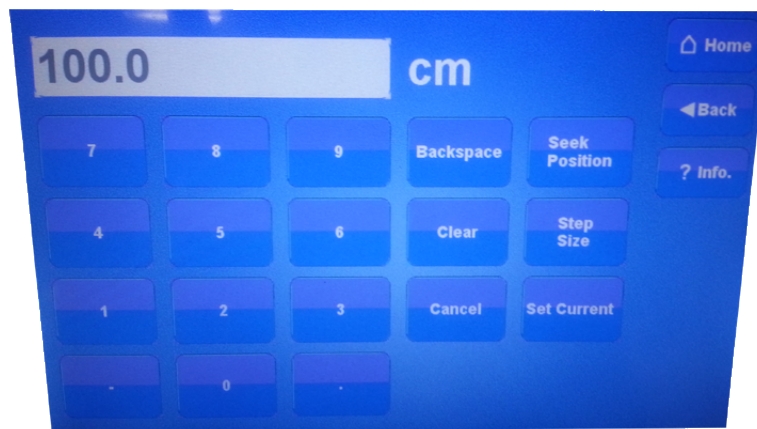 100.0 cm
Home
Back
? Info.
7 8 9 Backspace Seek
Position
4 5 6 Clear Step
Size
1 2 3 Cancel Set Current
- 0 .